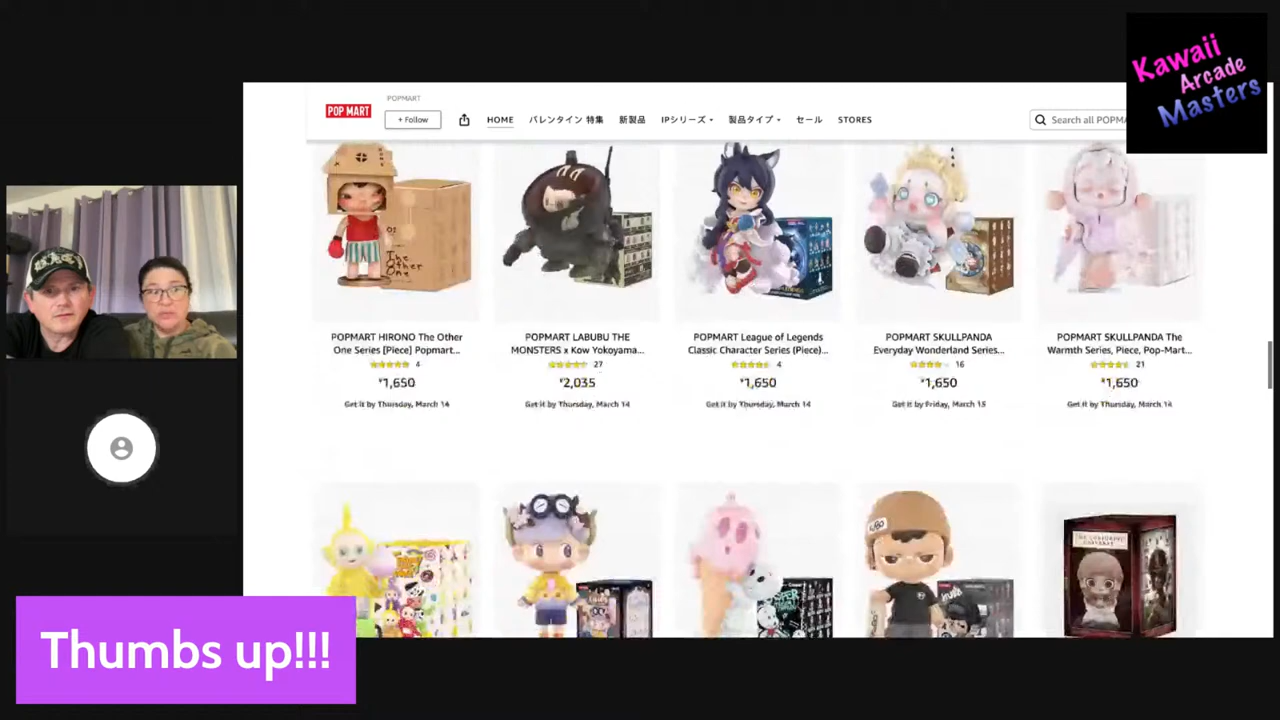 Kawaii
Arcade
Masters
POP MART
POPMART
+ Follow
HOME
バレンタイン 特集
新製品
IPシリーズ
製品タイプ
セール
STORES
Search all POPMA
The
Other
One
POPMART HIRONO The Other
One Series [Piece] Popmart...
4
¥1,650
Get it by Thursday, March 14
POPMART LABUBU THE
MONSTERS x Kow Yokoyama...
27
¥2,035
Get it by Thursday, March 14
POPMART League of Legends
Classic Character Series (Piece)...
4
¥1,650
Get it by Thursday, March 14
POPMART SKULLPANDA
Everyday Wonderland Series...
16
¥1,650
Get it by Friday, March 15
POPMART SKULLPANDA The
Warmth Series, Piece, Pop-Mart...
21
¥1,650
Get it by Thursday, March 14
Thumbs up!!!